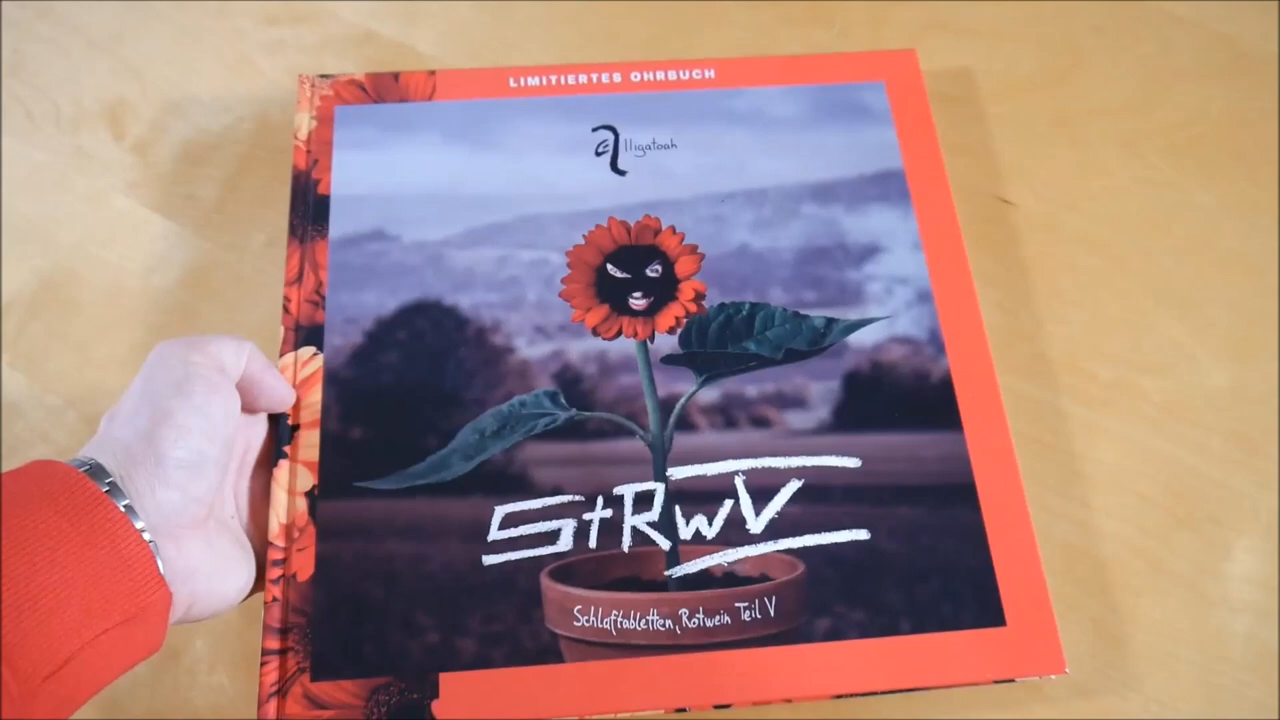 LIMITIERTES OHRBUCH
alligatoah
StRwV
Schlaftabletten, Rotwein Teil V